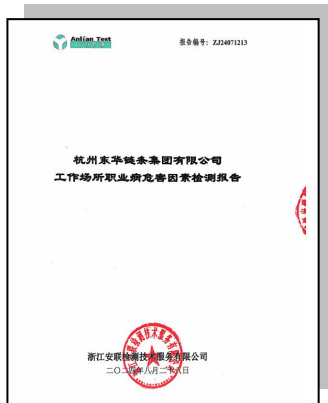 Anlian Test
报告编号：ZJ24071213
杭州东华链条集团有限公司
工作场所职业病危害因素检测报告
浙江安联检测技术服务有限公司
二〇二四年八月二十八日